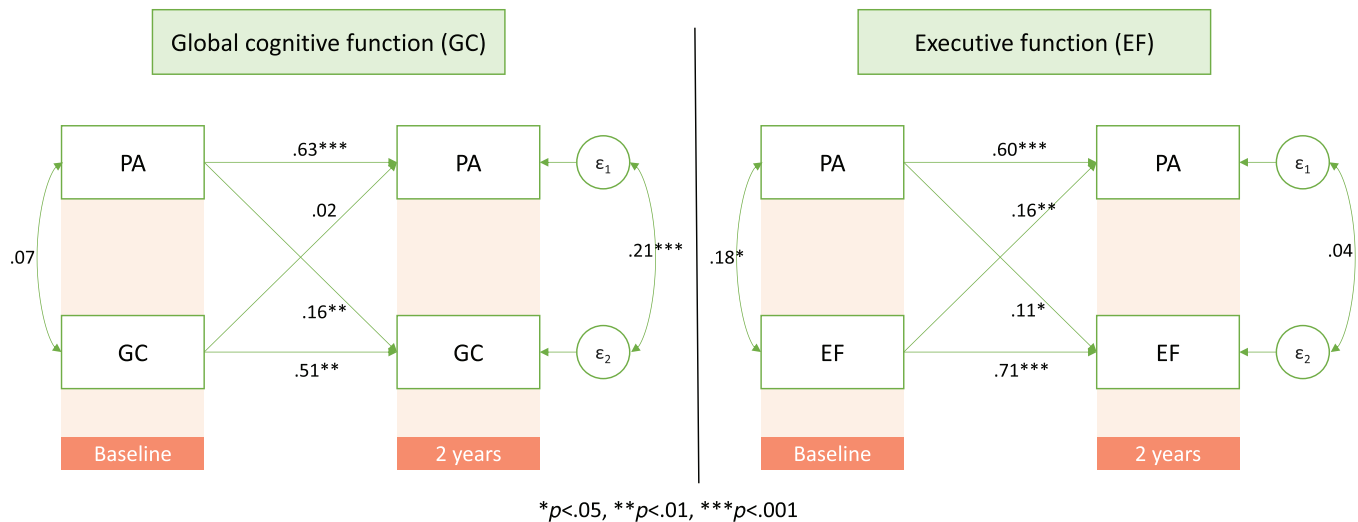 Global cognitive function (GC)
PA
.63***
PA
ε1
.07
.02
.21***
.16**
GC
.51**
GC
ε2
Baseline
2 years
Executive function (EF)
PA
.60***
PA
ε1
.18*
.16**
.04
.11*
EF
.71***
EF
ε2
Baseline
2 years
*p<.05, **p<.01, ***p<.001